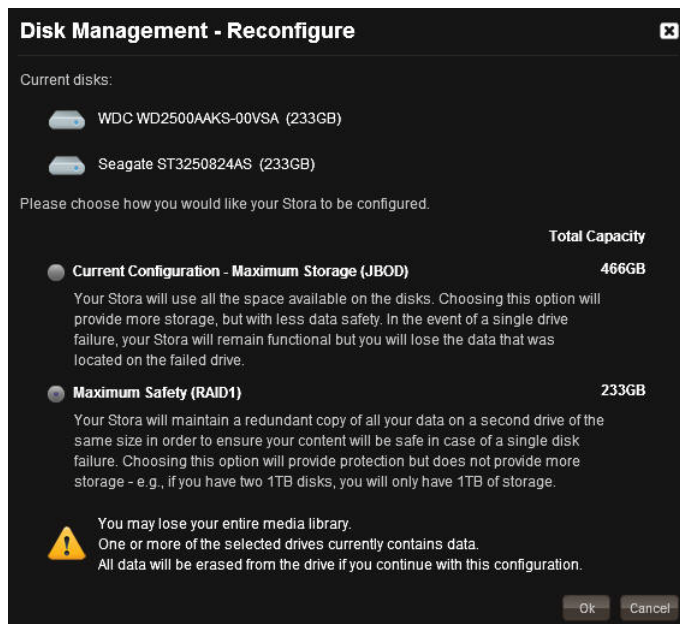 Disk Management - Reconfigure
Current disks:
WDC WD2500AAKS-00VSA (233GB)
Seagate ST3250824AS (233GB)
Please choose how you would like your Stora to be configured.
Total Capacity
Current Configuration - Maximum Storage (JBOD) 466GB
Your Stora will use all the space available on the disks. Choosing this option will
provide more storage, but with less data safety. In the event of a single drive
failure, your Stora will remain functional but you will lose the data that was
located on the failed drive.
Maximum Safety (RAID1) 233GB
Your Stora will maintain a redundant copy of all your data on a second drive of the
same size in order to ensure your content will be safe in case of a single disk
failure. Choosing this option will provide protection but does not provide more
storage - e.g., if you have two 1TB disks, you will only have 1TB of storage.
You may lose your entire media library.
One or more of the selected drives currently contains data.
All data will be erased from the drive if you continue with this configuration.
Ok Cancel